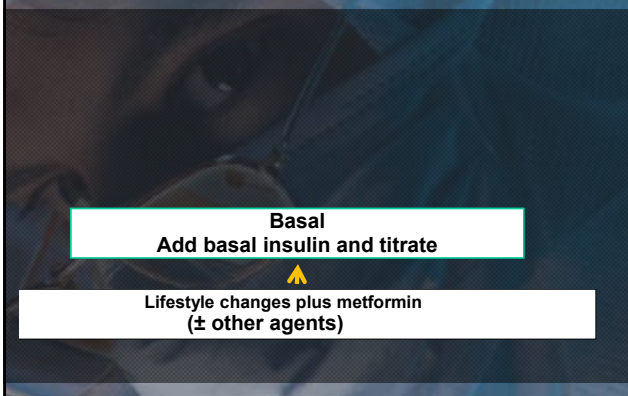 Basal
Add basal insulin and titrate
Lifestyle changes plus metformin
(± other agents)